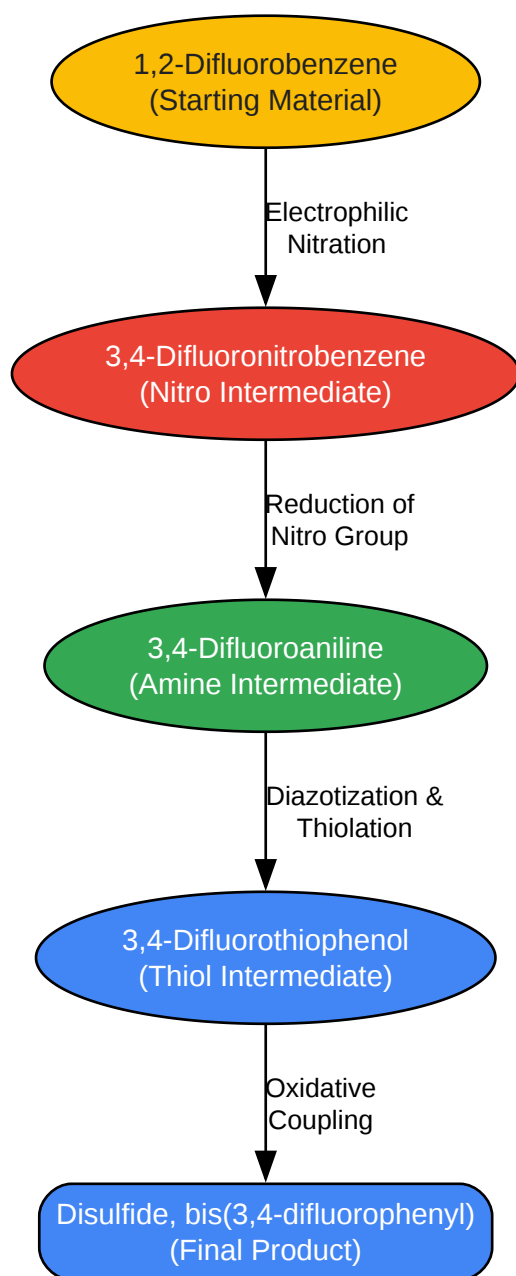 1,2-Difluorobenzene
(Starting Material)
Electrophilic
Nitration
3,4-Difluoronitrobenzene
(Nitro Intermediate)
Reduction of
Nitro Group
3,4-Difluoroaniline
(Amine Intermediate)
Diazotization &
Thiolation
3,4-Difluorothiophenol
(Thiol Intermediate)
Oxidative
Coupling
Disulfide, bis(3,4-difluorophenyl)
(Final Product)